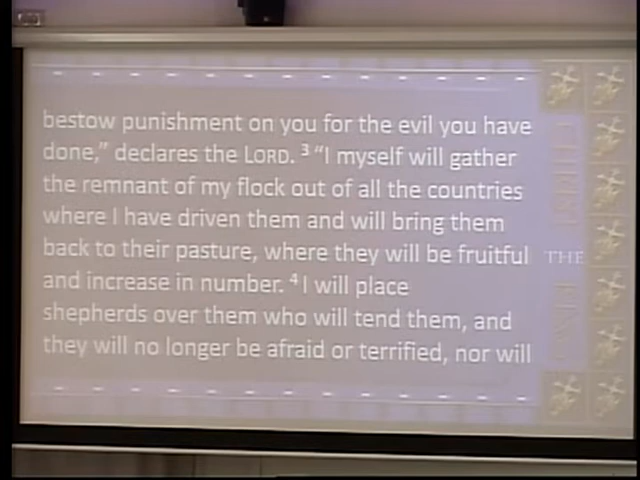 bestow punishment on you for the evil you have
done,” declares the LORD. ³ “I myself will gather
the remnant of my flock out of all the countries
where I have driven them and will bring them
back to their pasture, where they will be fruitful
and increase in number. ⁴ I will place
shepherds over them who will tend them, and
they will no longer be afraid or terrified, nor will
CHRIST
THE
KING